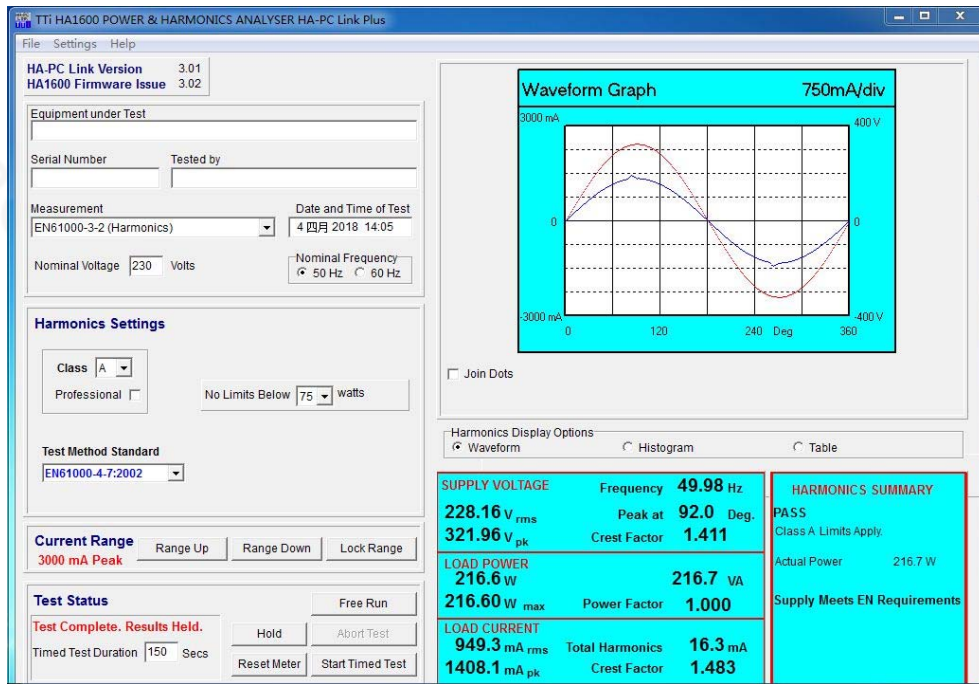 TTi HA1600 POWER & HARMONICS ANALYSER HA-PC Link Plus
File Settings Help
HA-PC Link Version 3.01
HA1600 Firmware Issue 3.02
Equipment under Test
Serial Number Tested by
Measurement Date and Time of Test
EN61000-3-2 (Harmonics) 4 四月 2018 14:05
Nominal Voltage 230 Volts
Nominal Frequency
50 Hz 60 Hz
Harmonics Settings
Class A
Professional
No Limits Below 75 watts
Test Method Standard
EN61000-4-7:2002
Current Range
3000 mA Peak
Range Up Range Down Lock Range
Test Status
Free Run
Test Complete. Results Held.
Hold Abort Test
Timed Test Duration 150 Secs
Reset Meter Start Timed Test
Waveform Graph 750mA/div
3000 mA 400 V
0 0
-3000 mA -400 V
0 120 240 Deg 360
Join Dots
Harmonics Display Options
Waveform Histogram Table
SUPPLY VOLTAGE Frequency 49.98 Hz
228.16 V rms Peak at 92.0 Deg.
321.96 V pk Crest Factor 1.411
LOAD POWER
216.6 W 216.7 VA
216.60 W max Power Factor 1.000
LOAD CURRENT
949.3 mA rms Total Harmonics 16.3 mA
1408.1 mA pk Crest Factor 1.483
HARMONICS SUMMARY
PASS
Class A Limits Apply.
Actual Power 216.7 W
Supply Meets EN Requirements